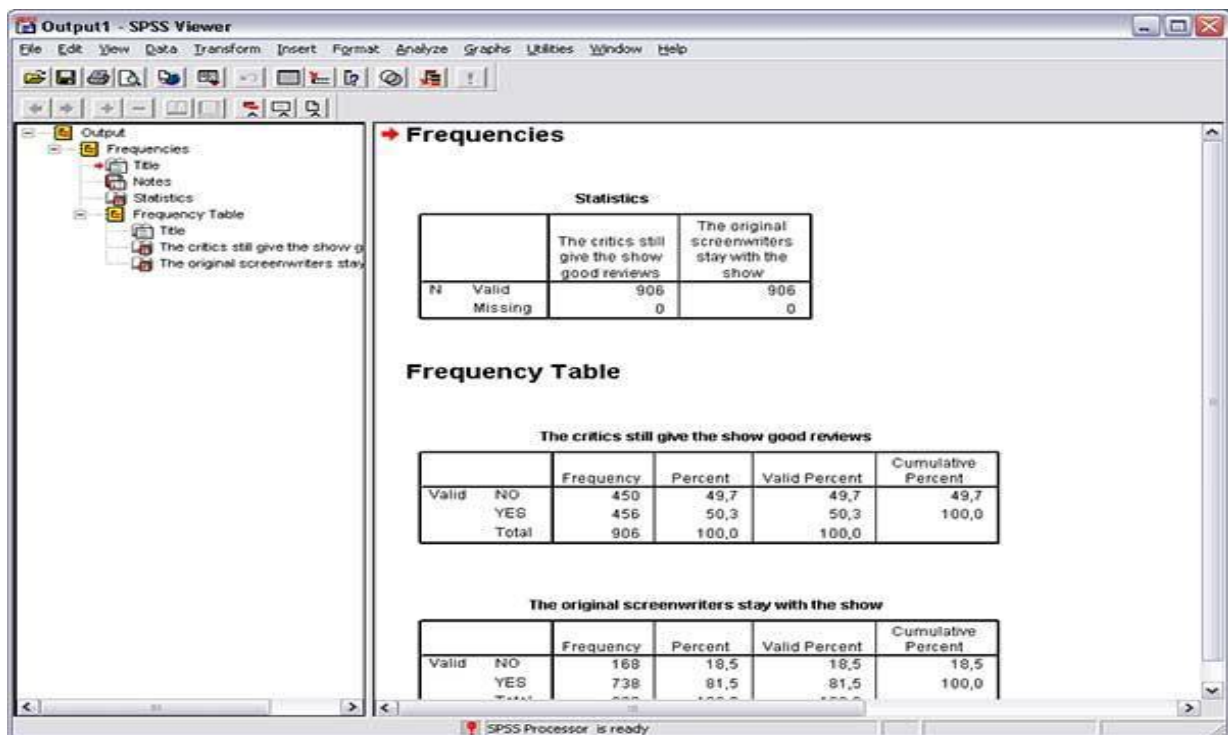 Output1 - SPSS Viewer
File Edit View Data Transform Insert Format Analyze Graphs Utilities Window Help
Output
Frequencies
Title
Notes
Statistics
Frequency Table
Title
The critics still give the show g
The original screenwriters stay
Frequencies
Statistics
The critics still give the show good reviews
The original screenwriters stay with the show
N Valid 906 906
Missing 0 0
Frequency Table
The critics still give the show good reviews
Frequency Percent Valid Percent Cumulative Percent
Valid NO 450 49,7 49,7 49,7
YES 456 50,3 50,3 100,0
Total 906 100,0 100,0
The original screenwriters stay with the show
Frequency Percent Valid Percent Cumulative Percent
Valid NO 168 18,5 18,5 18,5
YES 738 81,5 81,5 100,0
SPSS Processor is ready